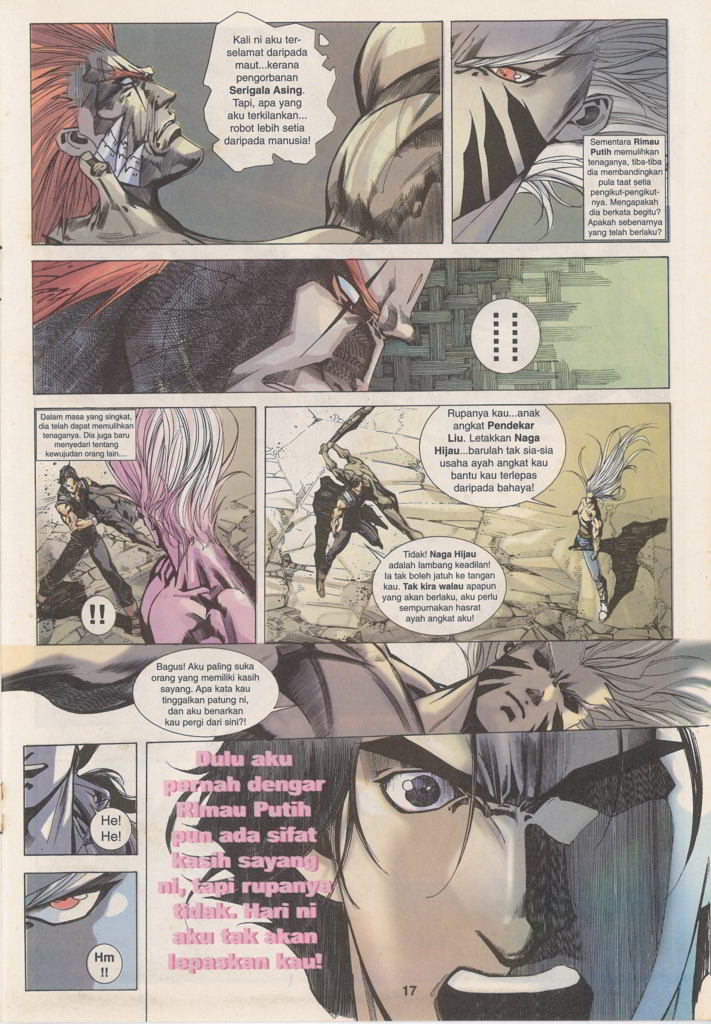 Kali ni aku ter-
selamat daripada
maut...kerana
pengorbanan
Serigala Asing.
Tapi, apa yang
aku terkilankan...
robot lebih setia
daripada manusia!
Sementara Rimau
Putih memulihkan
tenaganya, tiba-tiba
dia membandingkan
pula taat setia
pengikut-pengikut-
nya. Mengapakah
dia berkata begitu?
Apakah sebenarnya
yang telah berlaku?
Dalam masa yang singkat,
dia telah dapat memulihkan
tenaganya. Dia juga baru
menyedari tentang
kewujudan orang lain....
!!
Rupanya kau...anak
angkat Pendekar
Liu. Letakkan Naga
Hijau...barulah tak sia-sia
usaha ayah angkat kau
bantu kau terlepas
daripada bahaya!
Tidak! Naga Hijau
adalah lambang keadilan!
Ia tak boleh jatuh ke tangan
kau. Tak kira walau apapun
yang akan berlaku, aku perlu
sempurnakan hasrat
ayah angkat aku!
Bagus! Aku paling suka
orang yang memiliki kasih
sayang. Apa kata kau
tinggalkan patung ni,
dan aku benarkan
kau pergi dari sini?!
He!
He!
Hm
!!
Dulu aku
pernah dengar
Rimau Putih
pun ada sifat
kasih sayang
ni, tapi rupanya
tidak. Hari ni
aku tak akan
lepaskan kau!
17